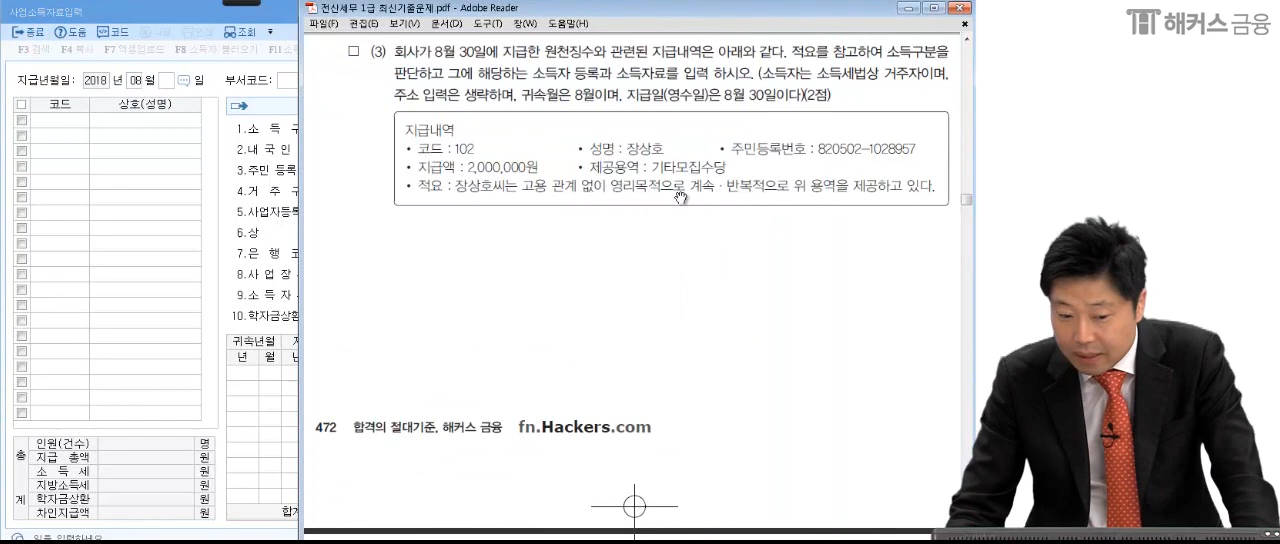 사업소득자료입력
종료 도움 코드 삭제 인쇄 조회
F3 검색 F4 복사 F7 엑셀업로드 F8 소득자 불러오기 F11
지급년월일: 2018 년 08 월 일 부서코드:
코드 상호(성명)
1.소 득 구
2.내 국 인
3.주민 등록
4.거 주 구
5.사업자등록
6.상
7.은 행 코
8.사 업 장
9.소 득 자
10.학자금상환
귀속년월
년 월 년
총 계
인원(건수) 명
지급 총액 원
소 득 세 원
지방소득세 원
학자금상환 원
차인지급액 원
합계
일을 입력하세요
전산세무 1급 최신기출문제.pdf - Adobe Reader
파일(F) 편집(E) 보기(V) 문서(D) 도구(T) 창(W) 도움말(H)
(3) 회사가 8월 30일에 지급한 원천징수와 관련된 지급내역은 아래와 같다. 적요를 참고하여 소득구분을
판단하고 그에 해당하는 소득자 등록과 소득자료를 입력 하시오. (소득자는 소득세법상 거주자이며,
주소 입력은 생략하며, 귀속월은 8월이며, 지급일(영수일)은 8월 30일이다)(2점)
지급내역
• 코드 : 102 • 성명 : 장상호 • 주민등록번호 : 820502-1028957
• 지급액 : 2,000,000원 • 제공용역 : 기타모집수당
• 적요 : 장상호씨는 고용 관계 없이 영리목적으로 계속 · 반복적으로 위 용역을 제공하고 있다.
472 합격의 절대기준, 해커스 금융 fn.Hackers.com
해커스 금융